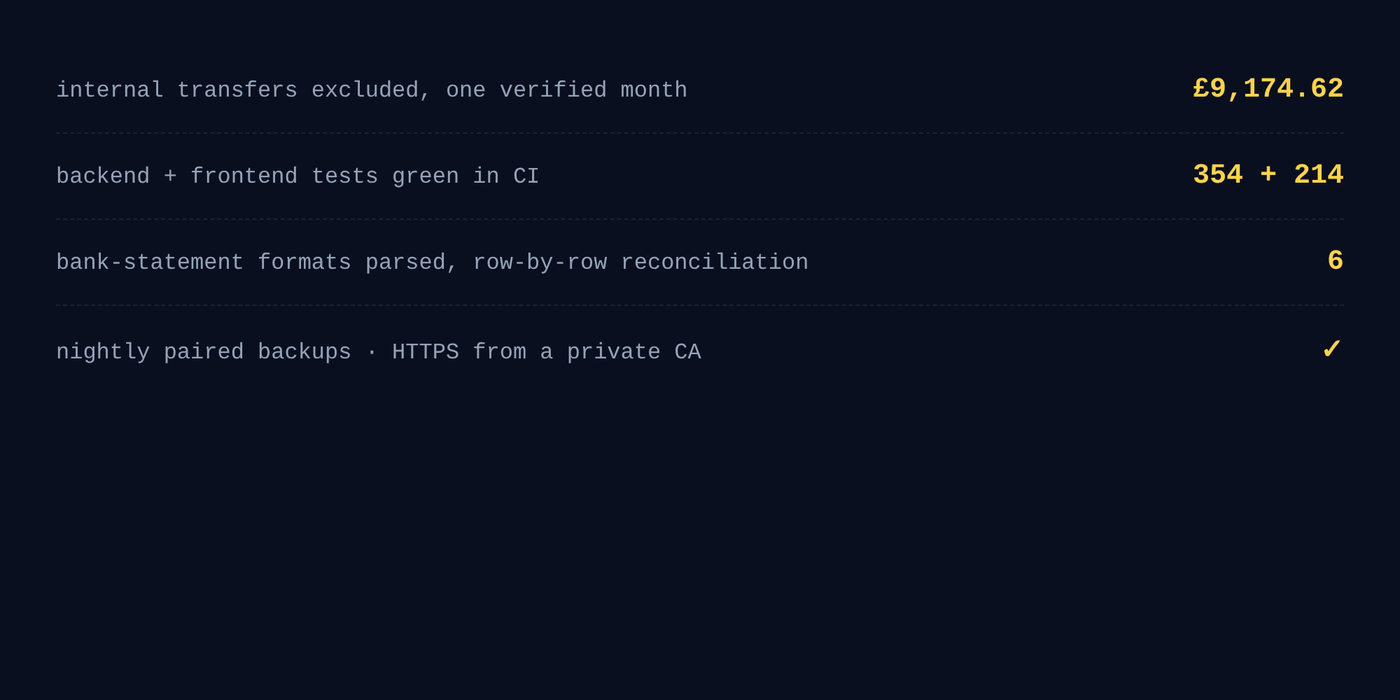 internal transfers excluded, one verified month £9,174.62
backend + frontend tests green in CI 354 + 214
bank-statement formats parsed, row-by-row reconciliation 6
nightly paired backups · HTTPS from a private CA ✓